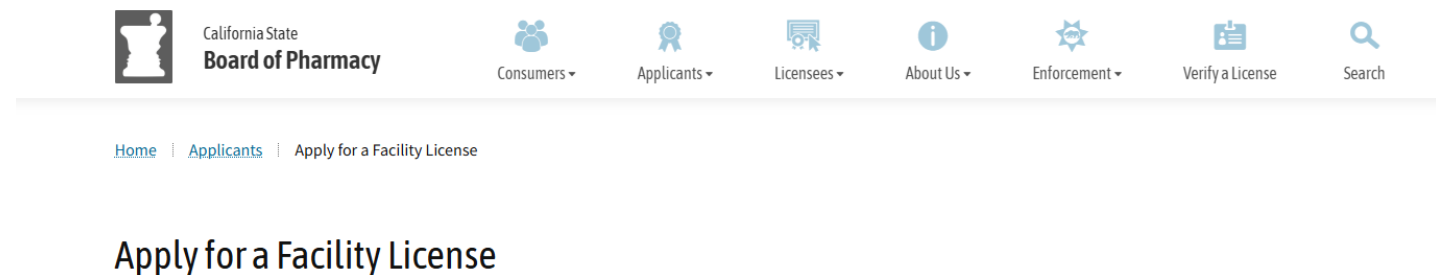 California State
Board of Pharmacy
Consumers
Applicants
Licensees
About Us
Enforcement
Verify a License
Search
Home | Applicants | Apply for a Facility License
Apply for a Facility License